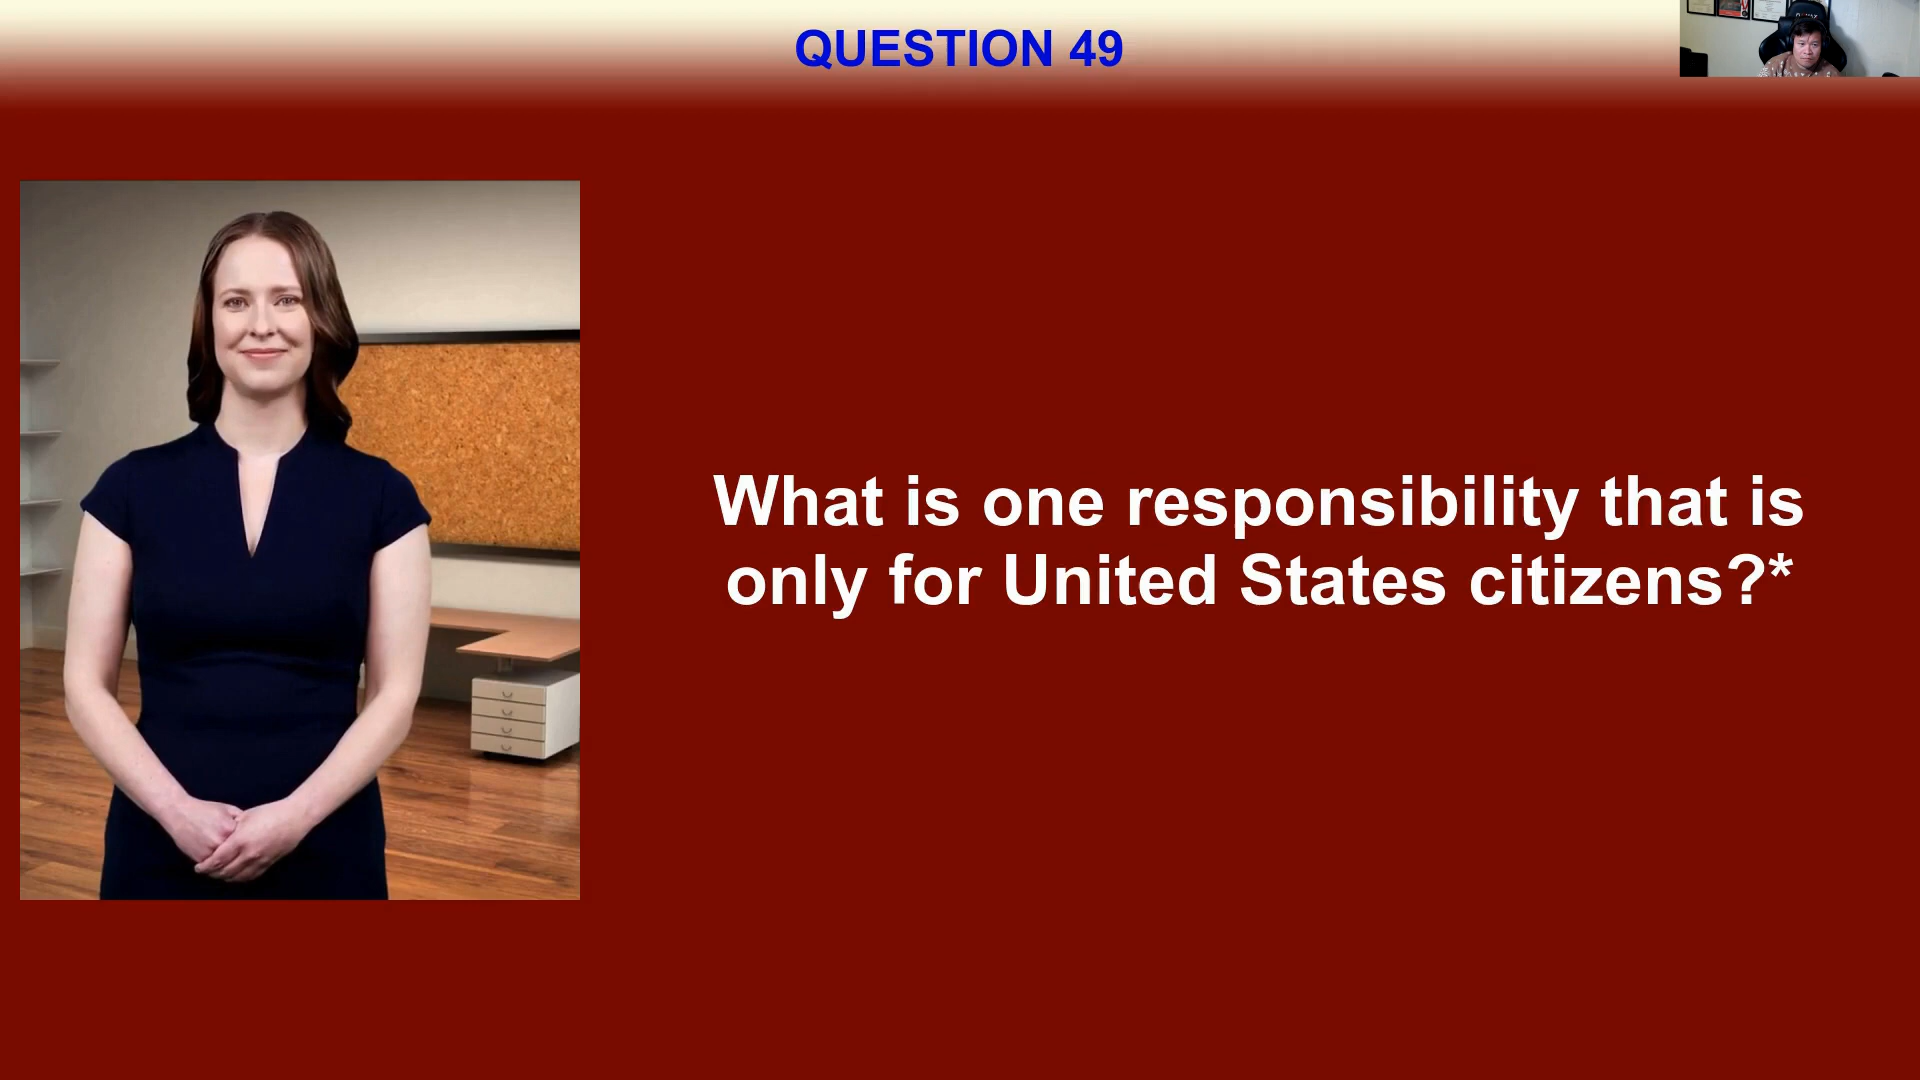 QUESTION 49
What is one responsibility that is
only for United States citizens?*